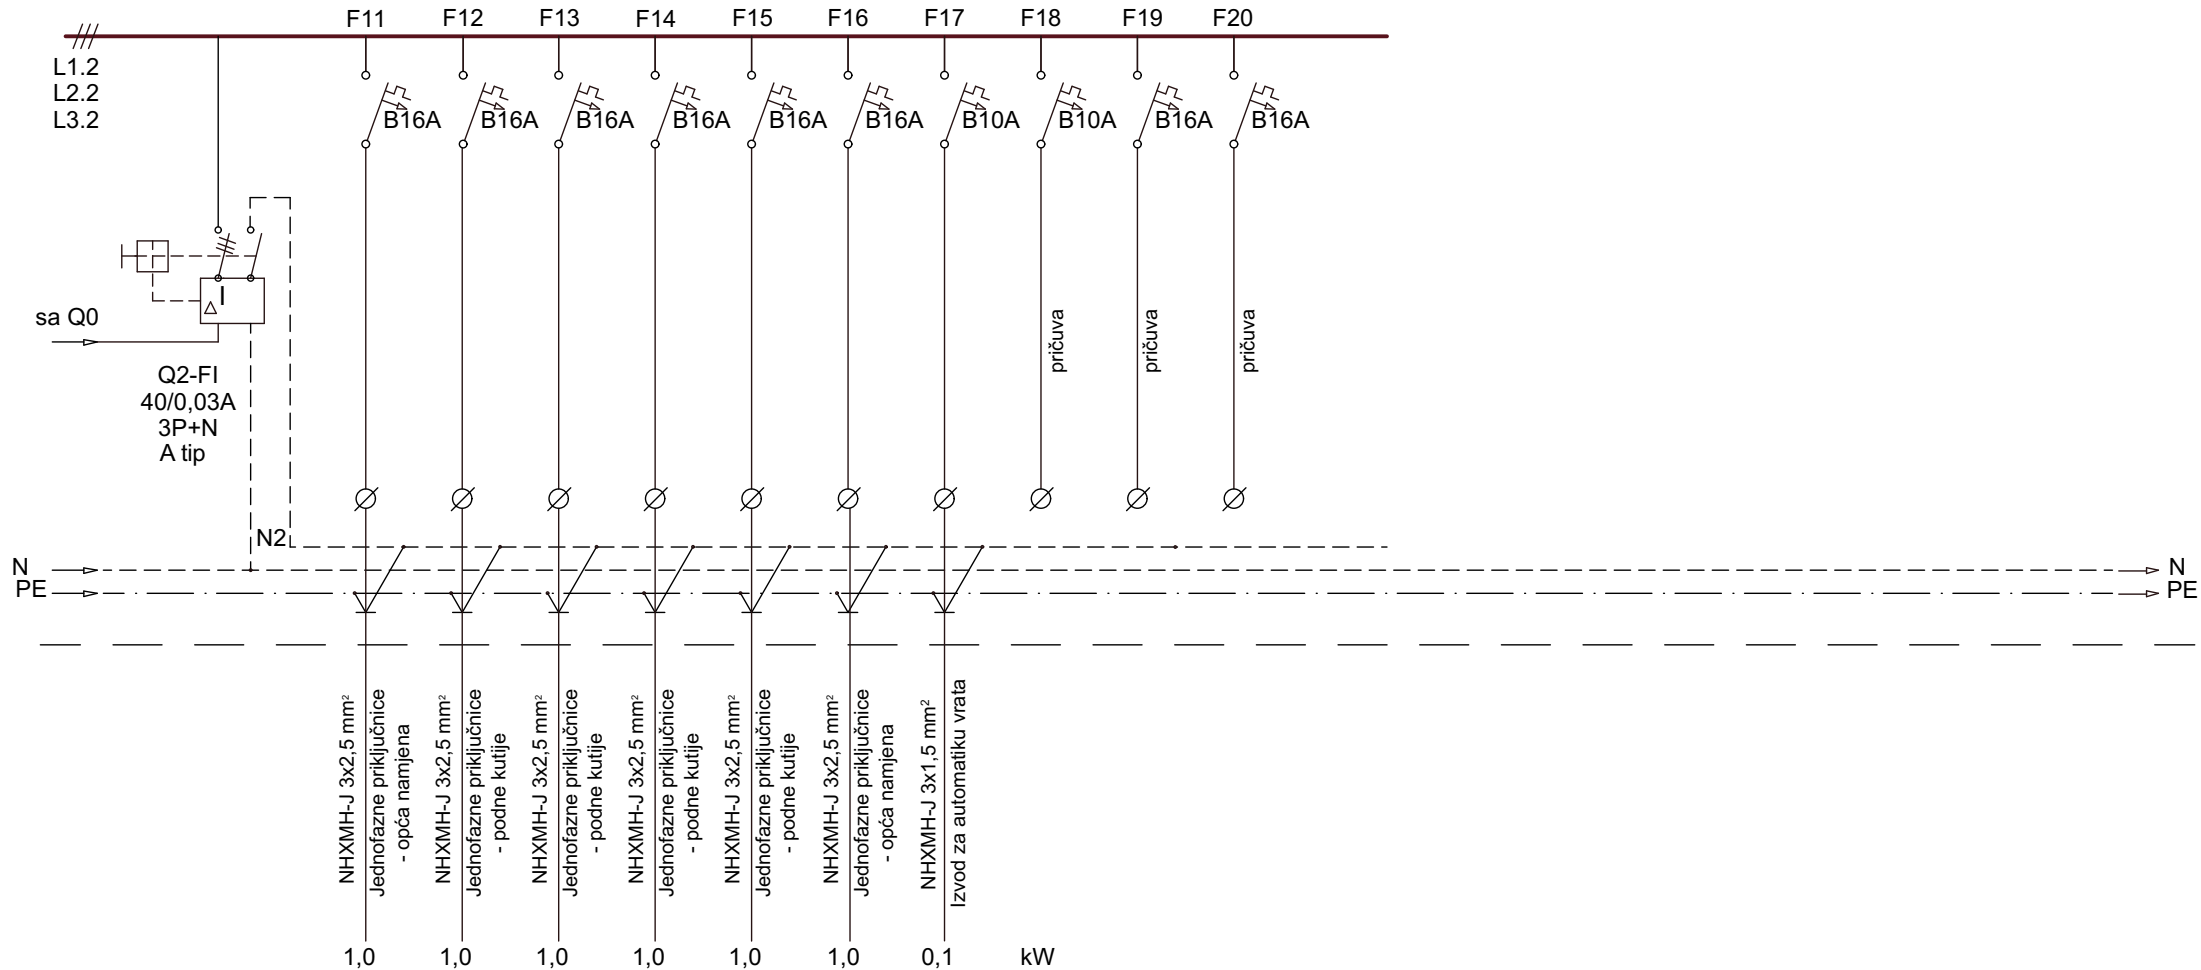 F11 F12 F13 F14 F15 F16 F17 F18 F19 F20
L1.2
L2.2
L3.2
B16A B16A B16A B16A B16A B16A B10A B10A B16A B16A
sa Q0
I
Q2-FI
40/0,03A
3P+N
A tip
pričuva
pričuva
pričuva
N2
N
PE
N
PE
NHXMH-J 3x2,5 mm²
Jednofazne priključnice
- opća namjena
NHXMH-J 3x2,5 mm²
Jednofazne priključnice
- podne kutije
NHXMH-J 3x2,5 mm²
Jednofazne priključnice
- podne kutije
NHXMH-J 3x2,5 mm²
Jednofazne priključnice
- podne kutije
NHXMH-J 3x2,5 mm²
Jednofazne priključnice
- podne kutije
NHXMH-J 3x2,5 mm²
Jednofazne priključnice
- opća namjena
NHXMH-J 3x1,5 mm²
Izvod za automatiku vrata
1,0 1,0 1,0 1,0 1,0 1,0 0,1 kW